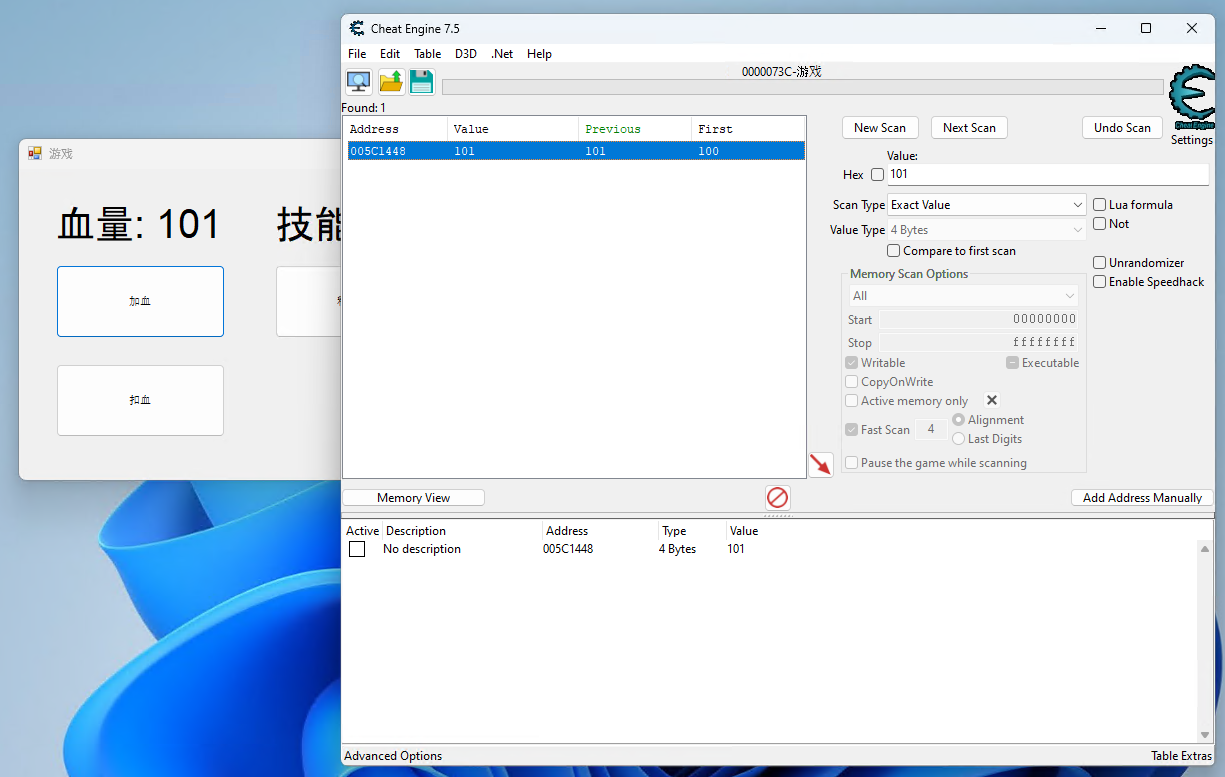 Cheat Engine 7.5
File Edit Table D3D .Net Help
0000073C-游戏
Found: 1
Cheat Engine
Settings
Address Value Previous First
005C1448 101 101 100
New Scan Next Scan Undo Scan
Value:
Hex 101
Scan Type Exact Value
Lua formula
Value Type 4 Bytes
Not
Compare to first scan
Unrandomizer
Memory Scan Options
Enable Speedhack
All
Start 00000000
Stop ffffffff
Writable Executable
CopyOnWrite
Active memory only
Fast Scan 4 Alignment
Last Digits
Pause the game while scanning
Memory View
Add Address Manually
Active Description Address Type Value
No description 005C1448 4 Bytes 101
Advanced Options
Table Extras
游戏
血量: 101
技能
加血
扣血